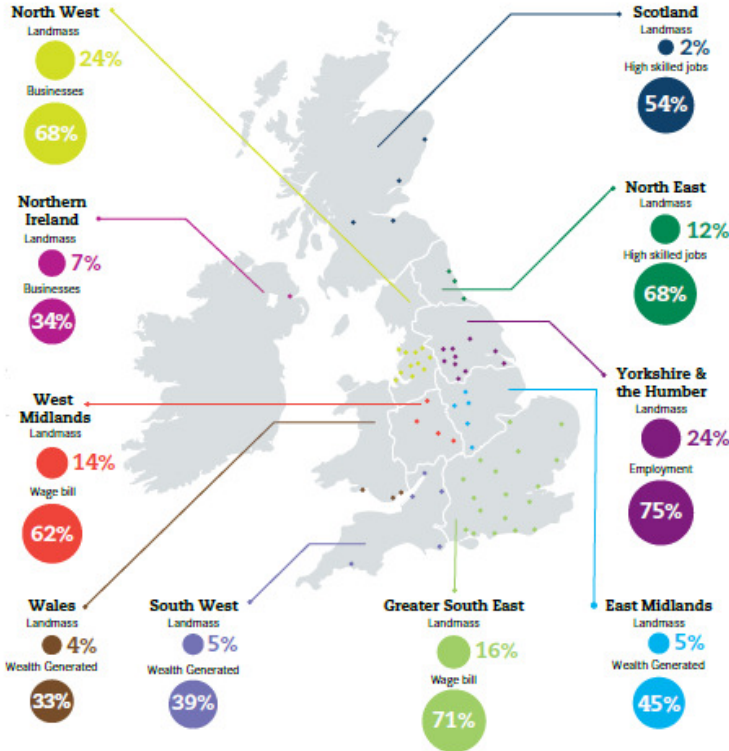 North West
Landmass
24%
Businesses
68%
Scotland
Landmass
2%
High skilled jobs
54%
Northern
Ireland
Landmass
7%
Businesses
34%
North East
Landmass
12%
High skilled jobs
68%
West
Midlands
Landmass
14%
Wage bill
62%
Yorkshire &
the Humber
Landmass
24%
Employment
75%
Wales
Landmass
4%
Wealth Generated
33%
South West
Landmass
5%
Wealth Generated
39%
Greater South East
Landmass
16%
Wage bill
71%
East Midlands
Landmass
5%
Wealth Generated
45%